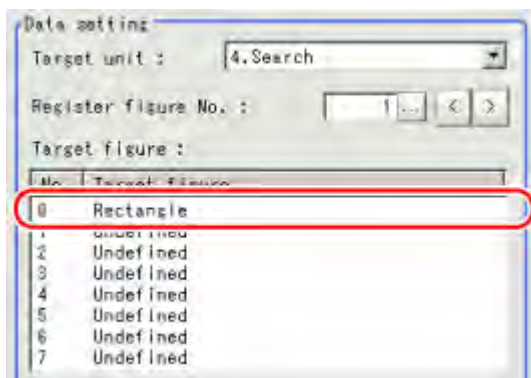 Data setting
Target unit : 4.Search
Register figure No. : 1 ... < >
Target figure :
No. Target figure
0 Rectangle
1 Undefined
2 Undefined
3 Undefined
4 Undefined
5 Undefined
6 Undefined
7 Undefined